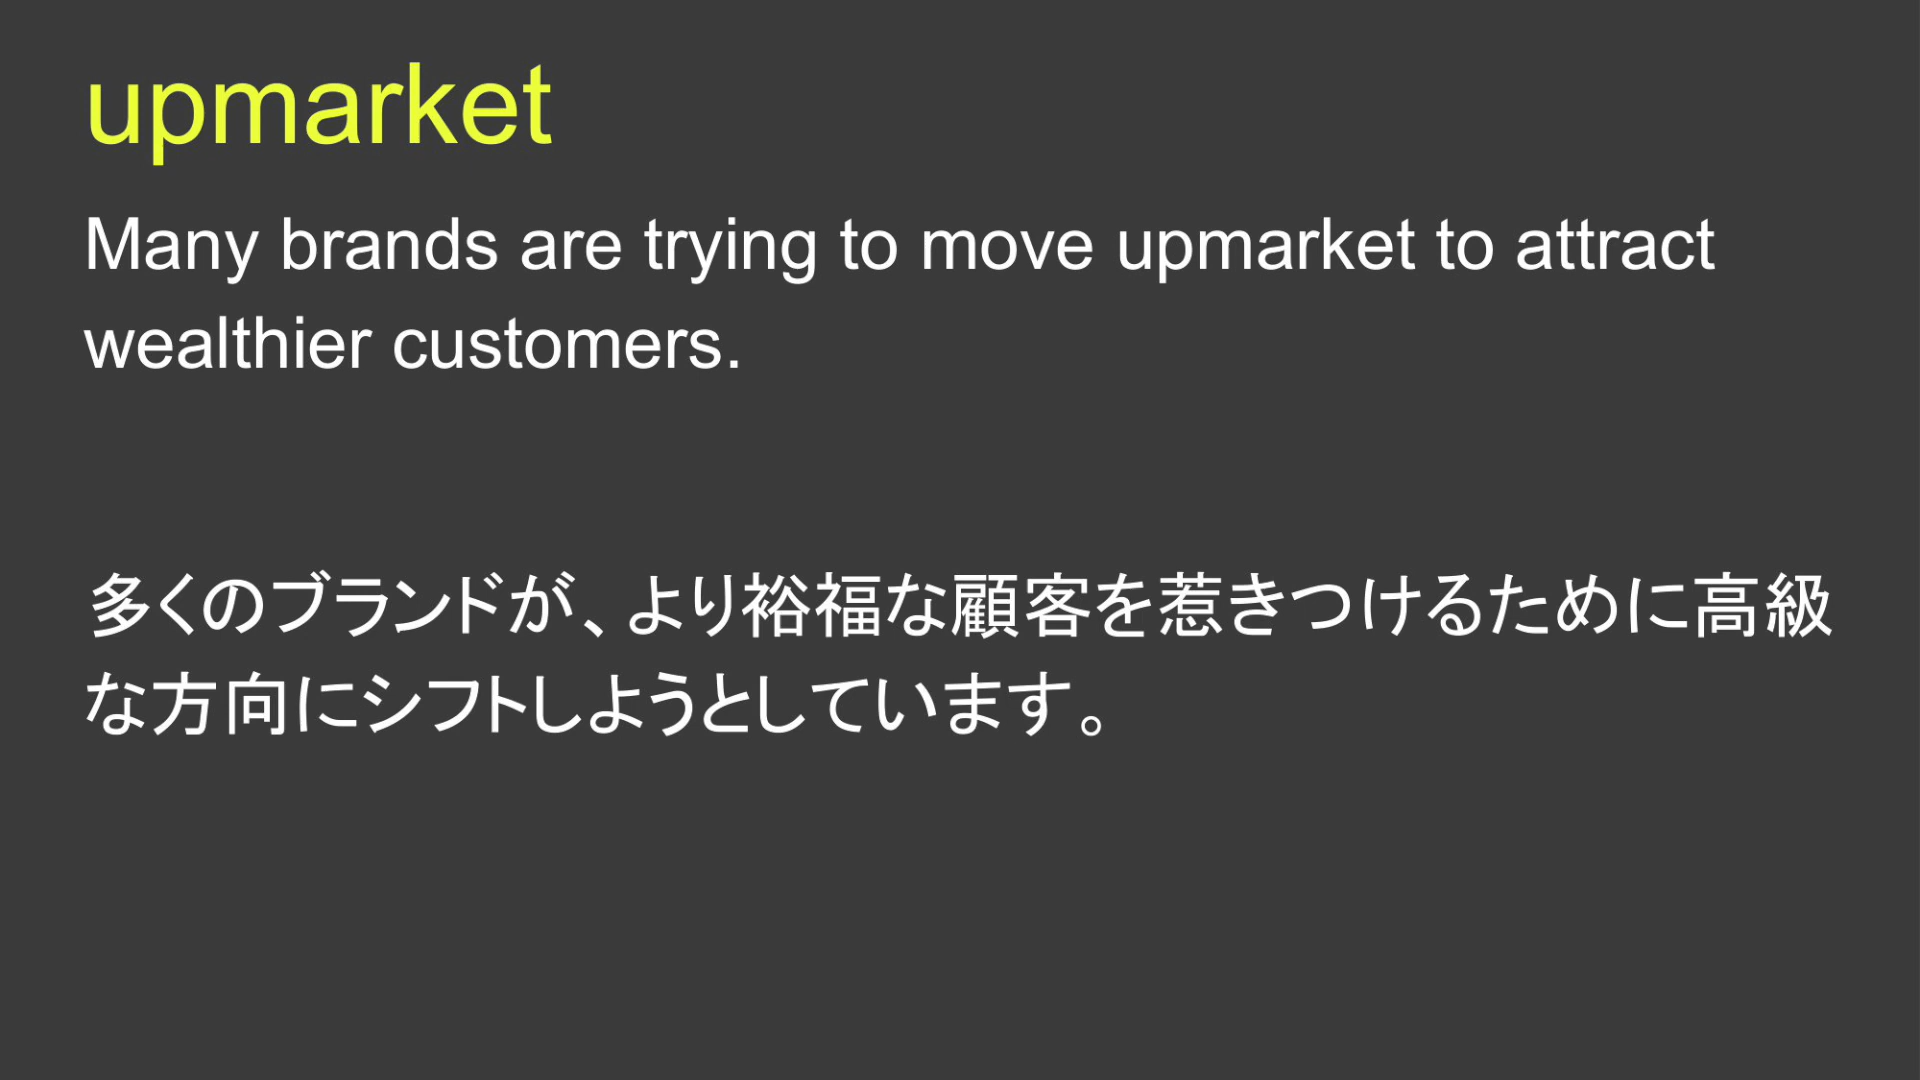 upmarket
Many brands are trying to move upmarket to attract
wealthier customers.
多くのブランドが、より裕福な顧客を惹きつけるために高級
な方向にシフトしようとしています。